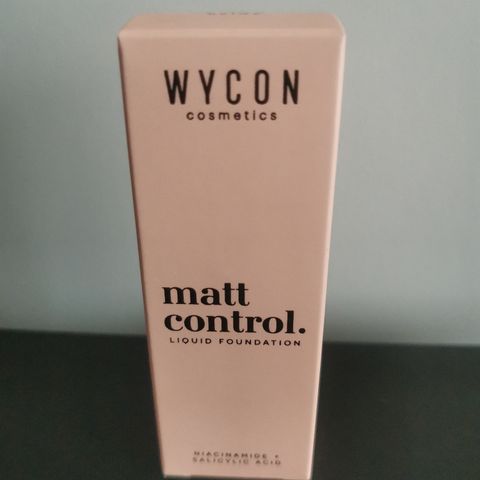 WYCON
cosmetics
matt
control.
LIQUID FOUNDATION
NIACINAMIDE +
SALICYLIC ACID